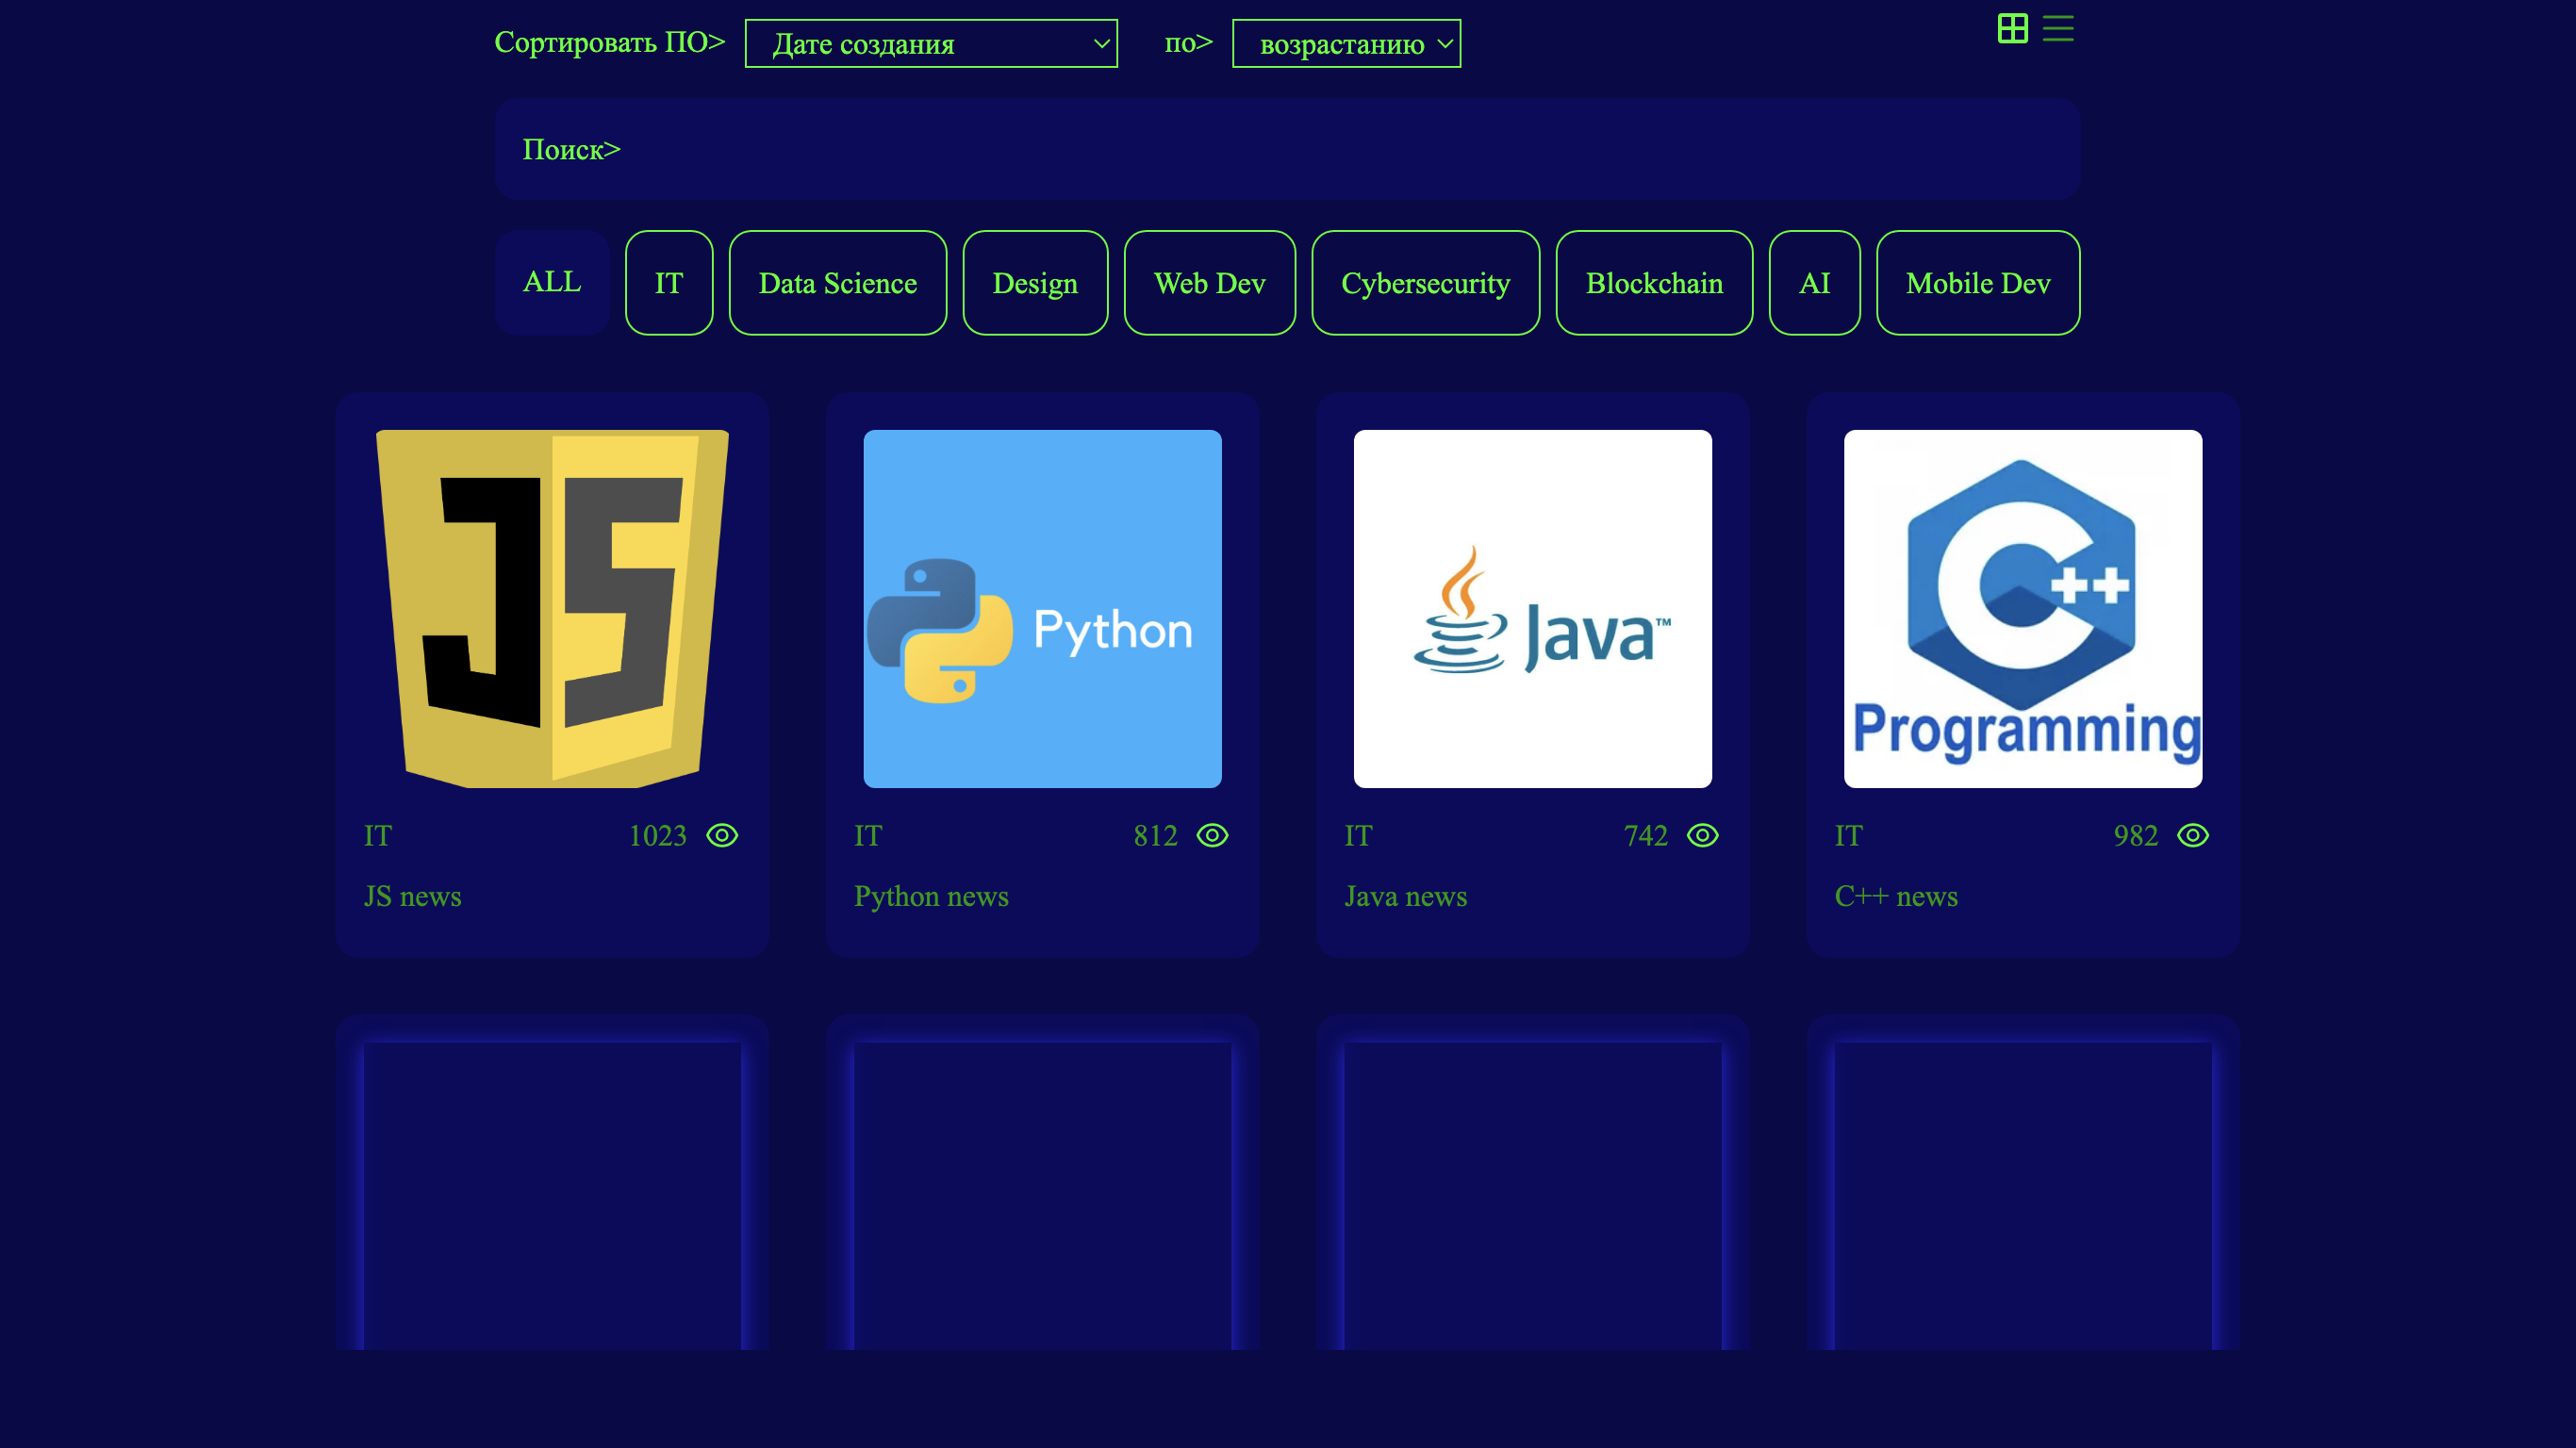 Сортировать ПО> Дате создания по> возрастанию
Поиск>
ALL IT Data Science Design Web Dev Cybersecurity Blockchain AI Mobile Dev
JS
Python
Java™
C++
Programming
IT 1023 IT 812 IT 742 IT 982
JS news Python news Java news C++ news